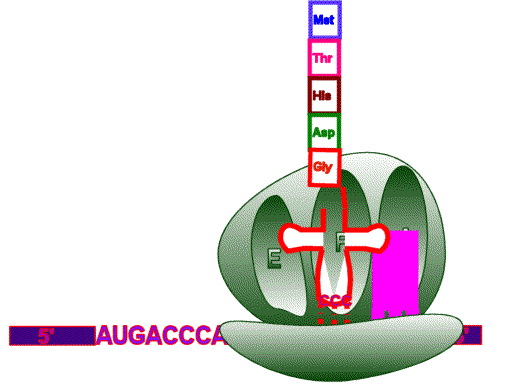 Met
Thr
His
Asp
Gly
P
E
5' AUGACCCA